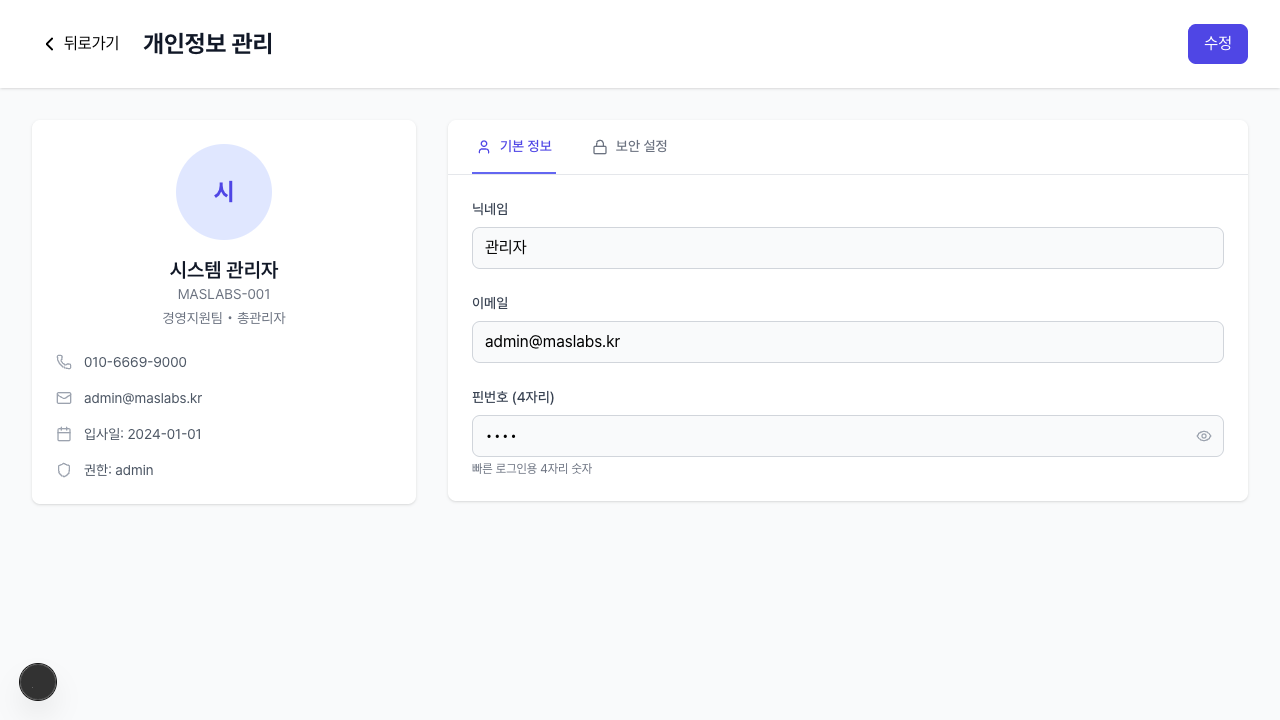 뒤로가기
개인정보 관리
수정
시
시스템 관리자
MASLABS-001
경영지원팀 • 총관리자
010-6669-9000
admin@maslabs.kr
입사일: 2024-01-01
권한: admin
기본 정보
보안 설정
닉네임
관리자
이메일
admin@maslabs.kr
핀번호 (4자리)
••••
빠른 로그인용 4자리 숫자